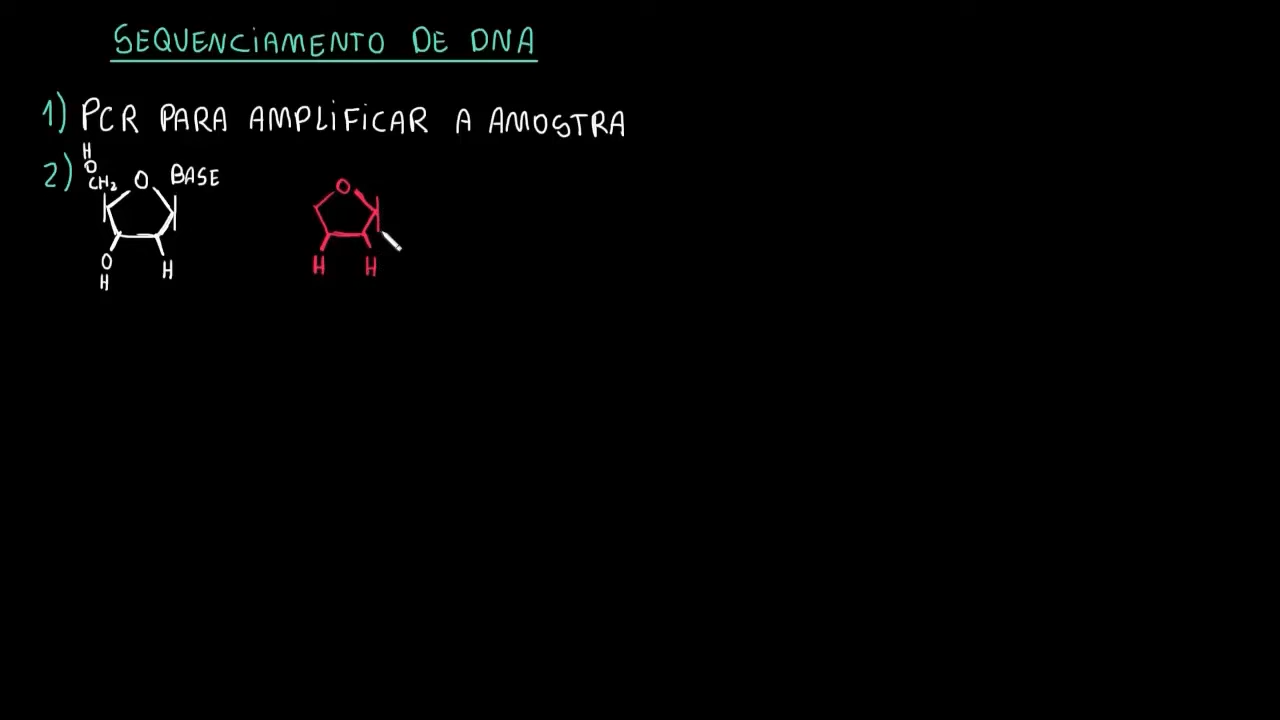 SEQUENCIAMENTO DE DNA
1) PCR PARA AMPLIFICAR A AMOSTRA
2)
H
O
CH₂ O BASE
O H
H
O
H H